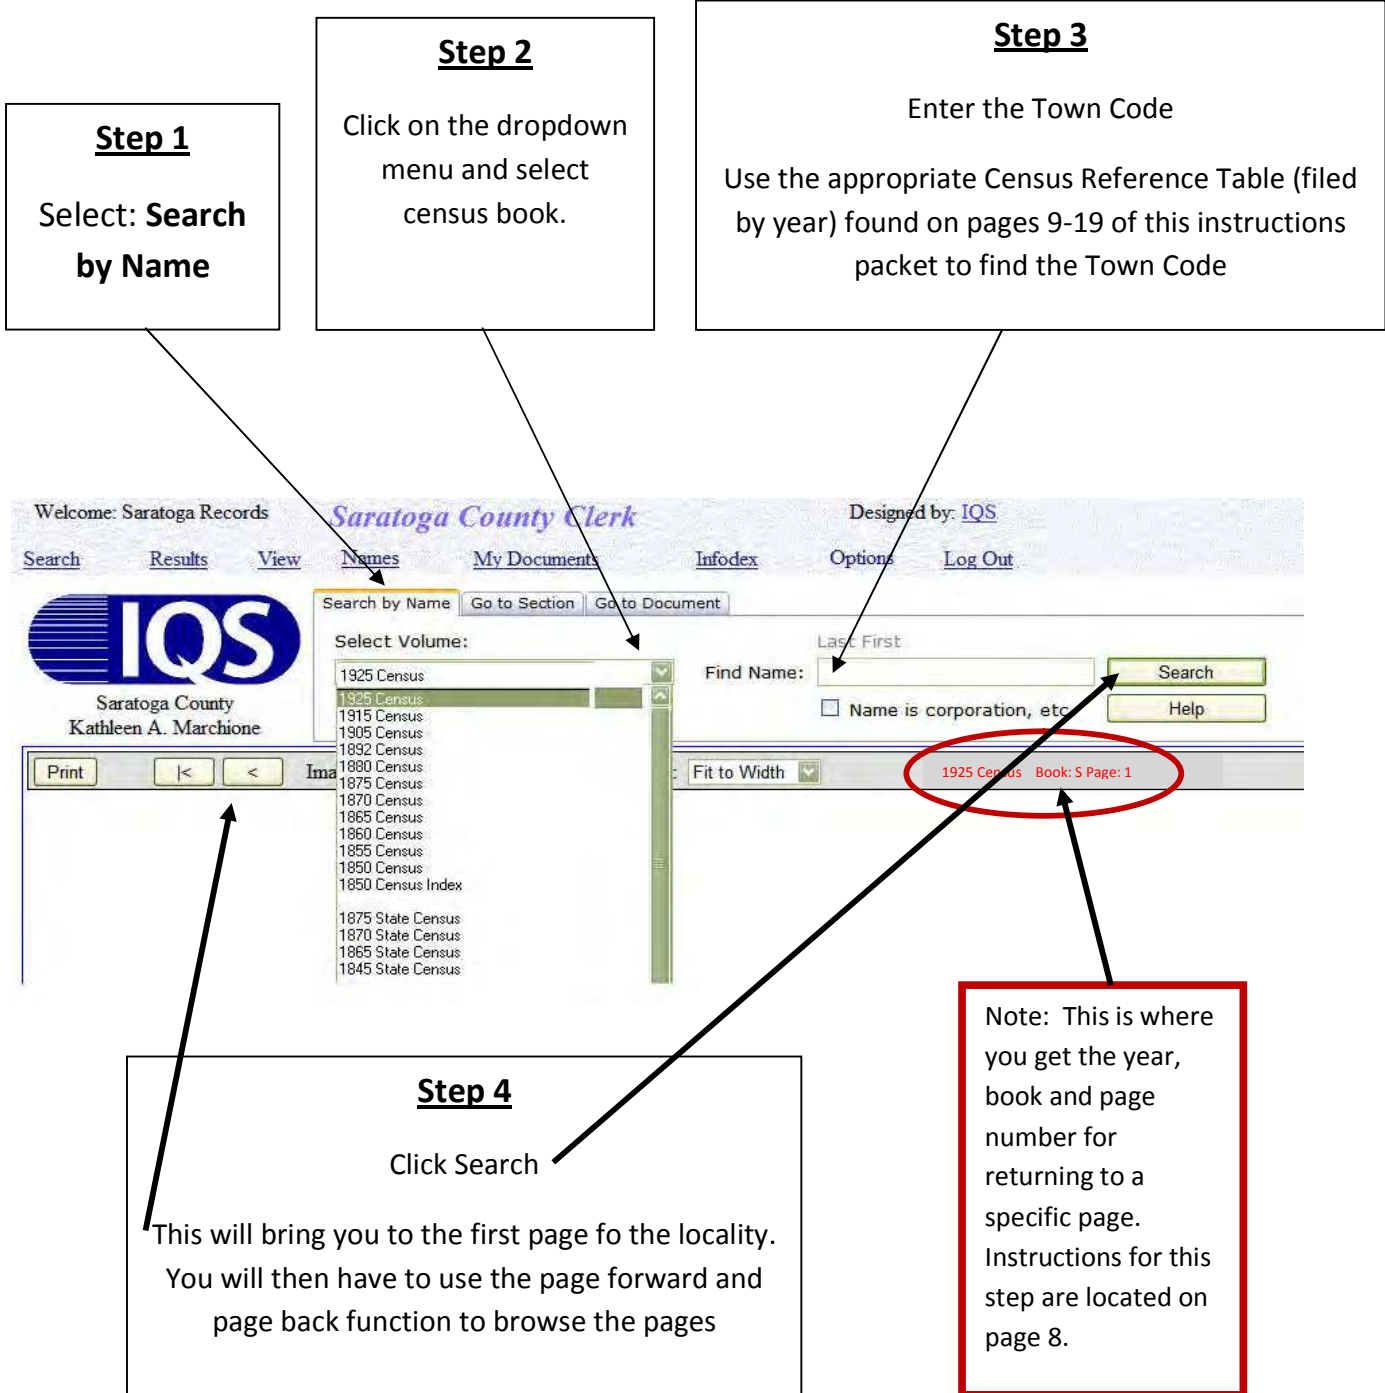 Step 1
Select: Search
by Name
Step 2
Click on the dropdown
menu and select
census book.
Step 3
Enter the Town Code
Use the appropriate Census Reference Table (filed
by year) found on pages 9-19 of this instructions
packet to find the Town Code
Welcome: Saratoga Records Saratoga County Clerk Designed by: IQS
Search Results View Names My Documents Infodex Options Log Out
IQS
Saratoga County
Kathleen A. Marchione
Search by Name Go to Section Go to Document
Select Volume: Last First
1925 Census Find Name: Search
Name is corporation, etc Help
1925 Census
1915 Census
1905 Census
1892 Census
1880 Census
1875 Census
1870 Census
1865 Census
1860 Census
1855 Census
1850 Census
1850 Census Index
1875 State Census
1870 State Census
1865 State Census
1845 State Census
Print |< < Ima : Fit to Width 1925 Census Book: S Page: 1
Step 4
Click Search
This will bring you to the first page fo the locality.
You will then have to use the page forward and
page back function to browse the pages
Note: This is where
you get the year,
book and page
number for
returning to a
specific page.
Instructions for this
step are located on
page 8.